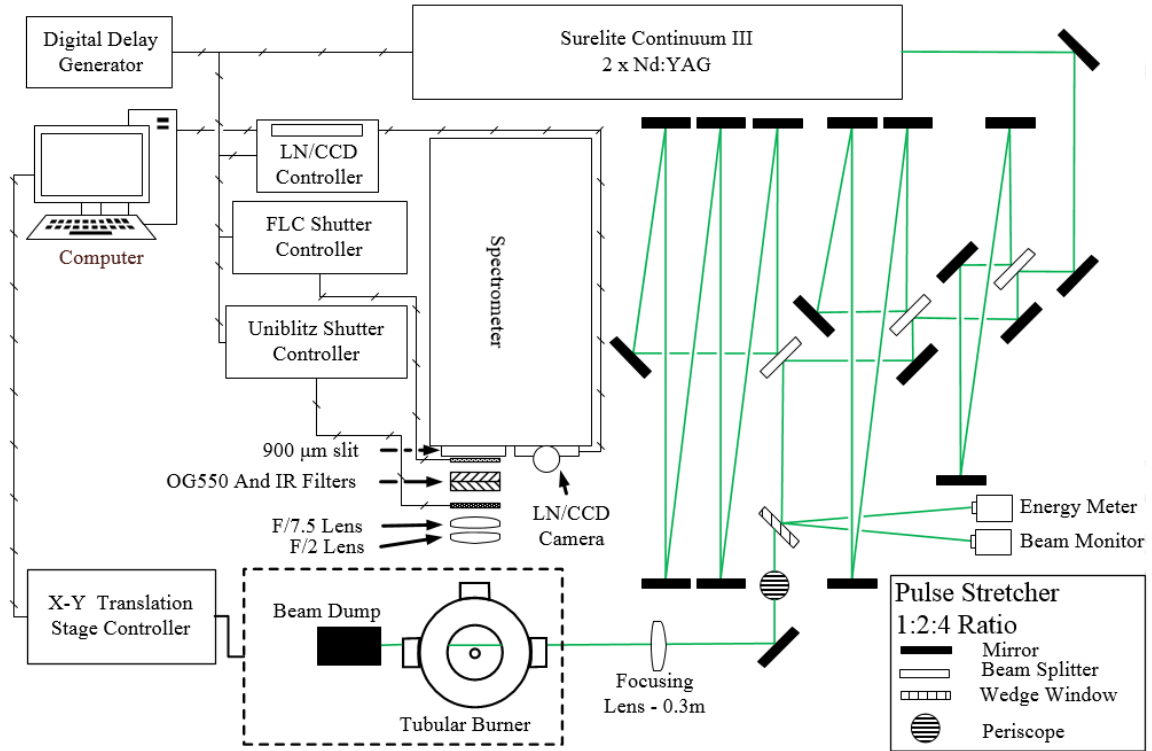 Digital Delay
Generator
Surelite Continuum III
2 x Nd:YAG
LN/CCD
Controller
FLC Shutter
Controller
Computer
Spectrometer
Uniblitz Shutter
Controller
900 μm slit
OG550 And IR Filters
F/7.5 Lens
F/2 Lens
LN/CCD
Camera
Energy Meter
Beam Monitor
X-Y Translation
Stage Controller
Beam Dump
Tubular Burner
Focusing
Lens - 0.3m
Pulse Stretcher
1:2:4 Ratio
Mirror
Beam Splitter
Wedge Window
Periscope